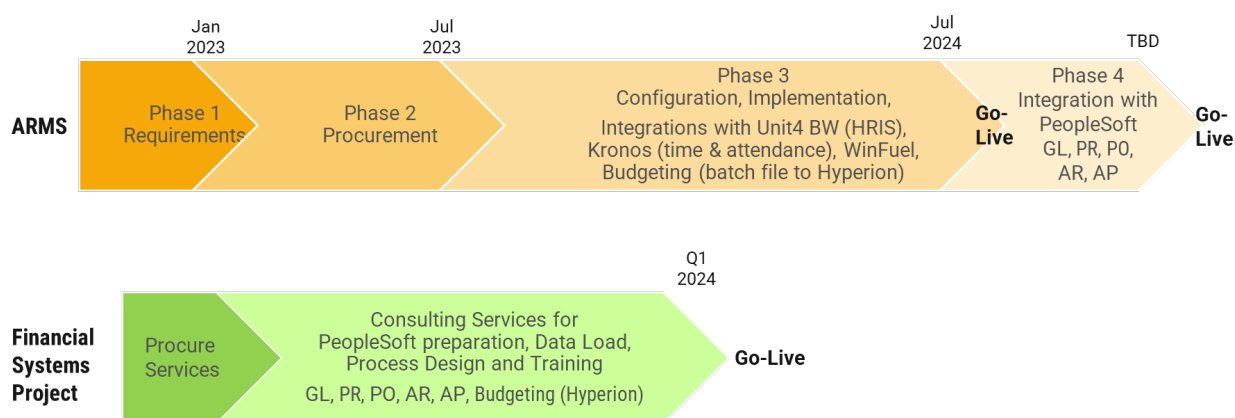 Jan
2023
Jul
2023
Jul
2024
TBD
ARMS
Phase 1
Requirements
Phase 2
Procurement
Phase 3
Configuration, Implementation,
Integrations with Unit4 BW (HRIS),
Kronos (time & attendance), WinFuel,
Budgeting (batch file to Hyperion)
Go-
Live
Phase 4
Integration with
PeopleSoft
GL, PR, PO,
AR, AP
Go-
Live
Q1
2024
Financial
Systems
Project
Procure
Services
Consulting Services for
PeopleSoft preparation, Data Load,
Process Design and Training
GL, PR, PO, AR, AP, Budgeting (Hyperion)
Go-Live